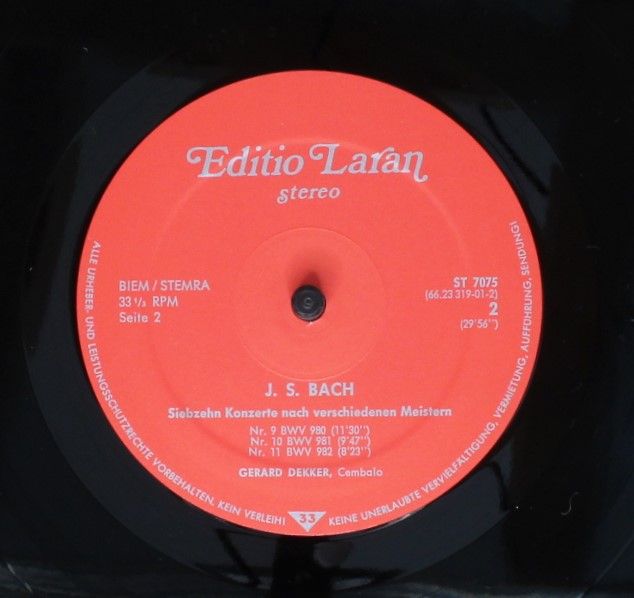 Editio Laran
stereo
BIEM / STEMRA
33 1/3 RPM
Seite 2
ST 7075
(66.23 319-01-2)
2
(29'56'')
J. S. BACH
Siebzehn Konzerte nach verschiedenen Meistern
Nr. 9 BWV 980 (11'30'')
Nr. 10 BWV 981 (9'47'')
Nr. 11 BWV 982 (8'23'')
GERARD DEKKER, Cembalo
ALLE URHEBER- UND LEISTUNGSSCHUTZRECHTE VORBEHALTEN. KEIN VERLEIH! 33 KEINE UNERLAUBTE VERVIELFÄLTIGUNG, VERMIETUNG, AUFFÜHRUNG, SENDUNG!